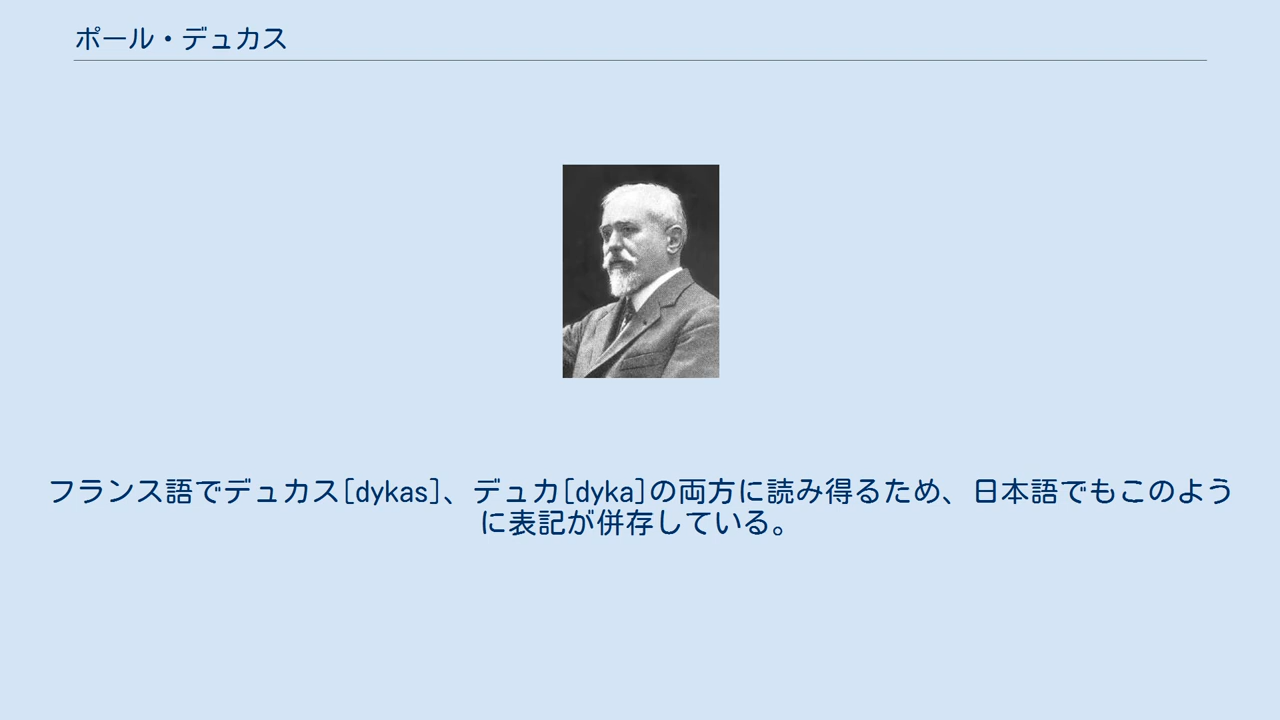 ポール・デュカス
フランス語でデュカス[dykas]、デュカ[dyka]の両方に読み得るため、日本語でもこのよう
に表記が併存している。